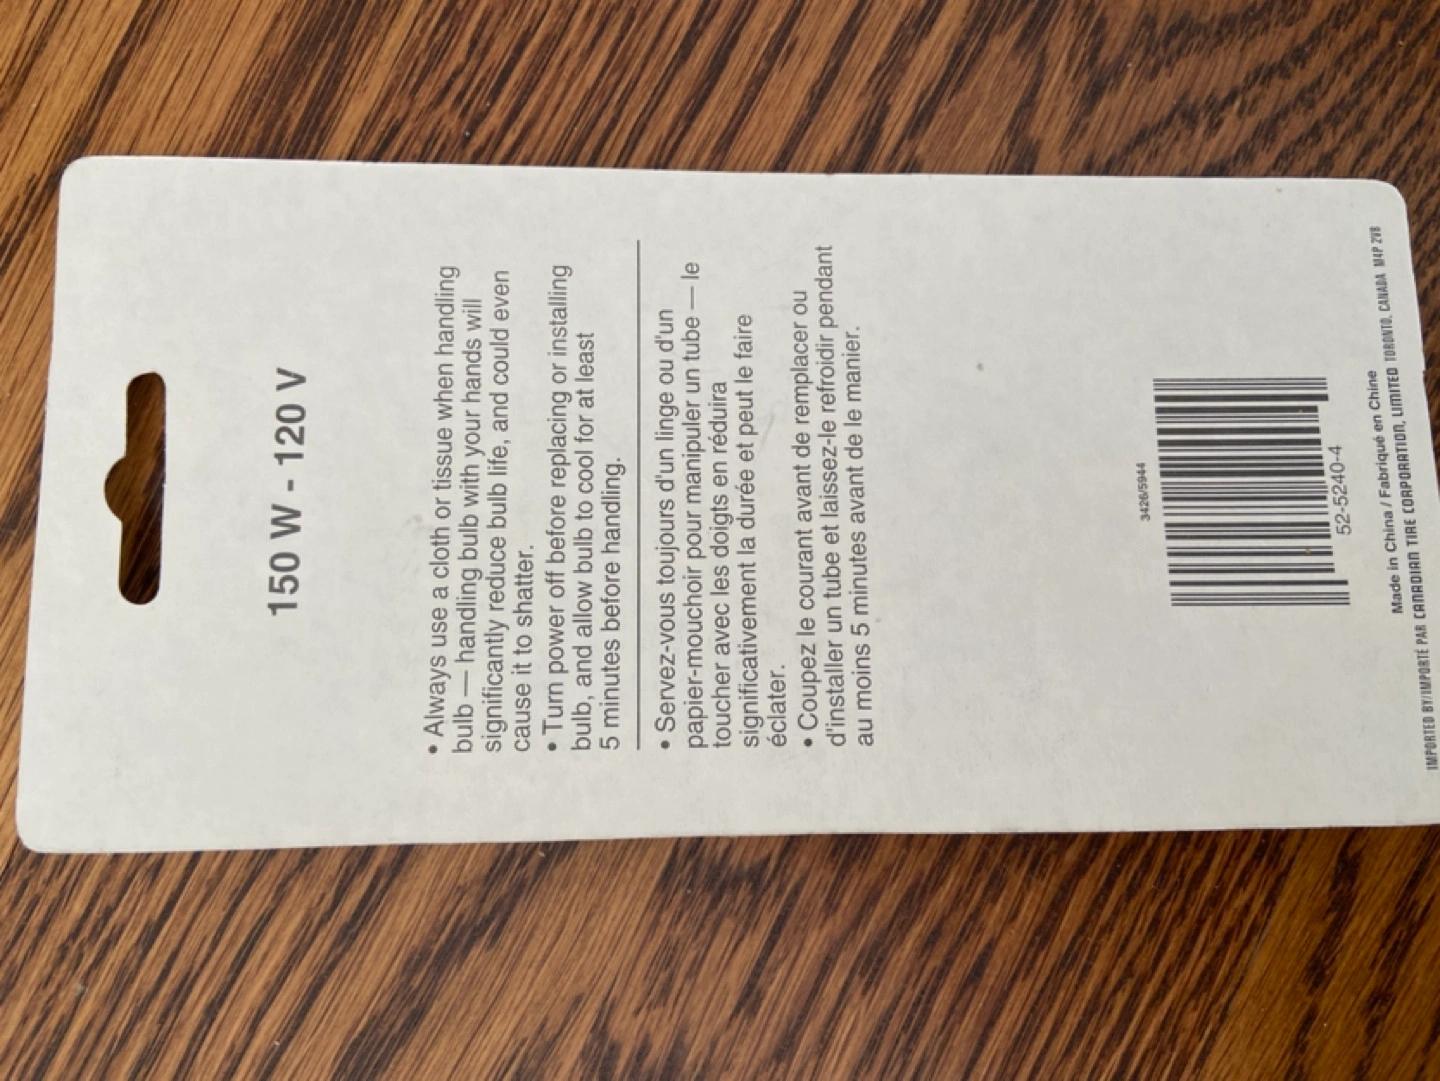 150 W - 120 V
• Always use a cloth or tissue when handling
bulb — handling bulb with your hands will
significantly reduce bulb life, and could even
cause it to shatter.
• Turn power off before replacing or installing
bulb, and allow bulb to cool for at least
5 minutes before handling.
• Servez-vous toujours d'un linge ou d'un
papier-mouchoir pour manipuler un tube — le
toucher avec les doigts en réduira
significativement la durée et peut le faire
éclater.
• Coupez le courant avant de remplacer ou
d'installer un tube et laissez-le refroidir pendant
au moins 5 minutes avant de le manier.
3426/5944
52-5240-4
Made in China / Fabriqué en Chine
IMPORTED BY/IMPORTÉ PAR CANADIAN TIRE CORPORATION, LIMITED TORONTO, CANADA M4P 2V8